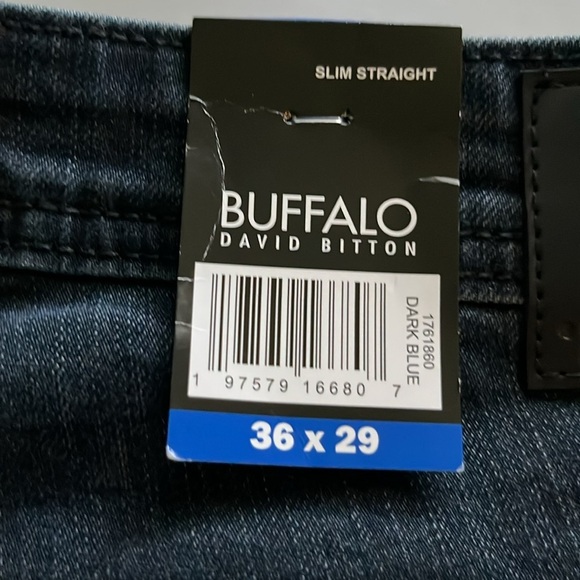 SLIM STRAIGHT
BUFFALO
DAVID BITTON
1 97579 16680 7
1761860
DARK BLUE
36 x 29